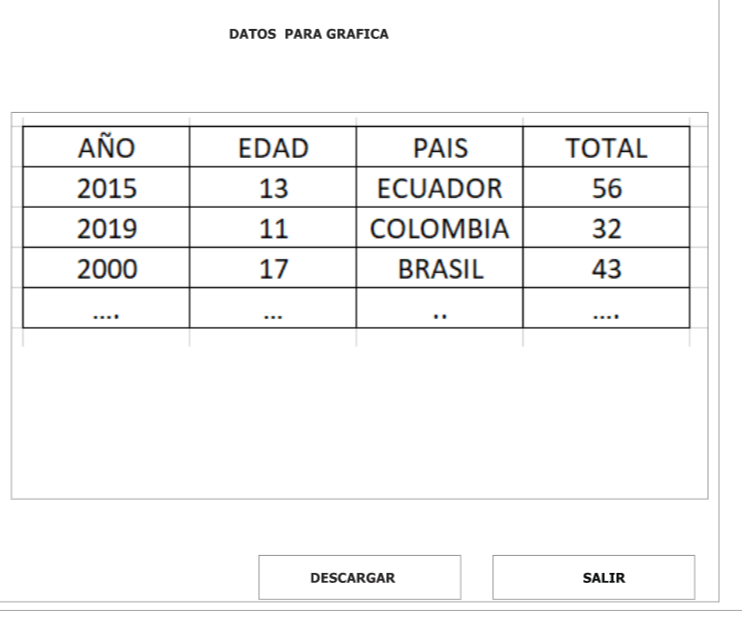 DATOS PARA GRAFICA
AÑO EDAD PAIS TOTAL
2015 13 ECUADOR 56
2019 11 COLOMBIA 32
2000 17 BRASIL 43
.... ... .. ....
DESCARGAR SALIR